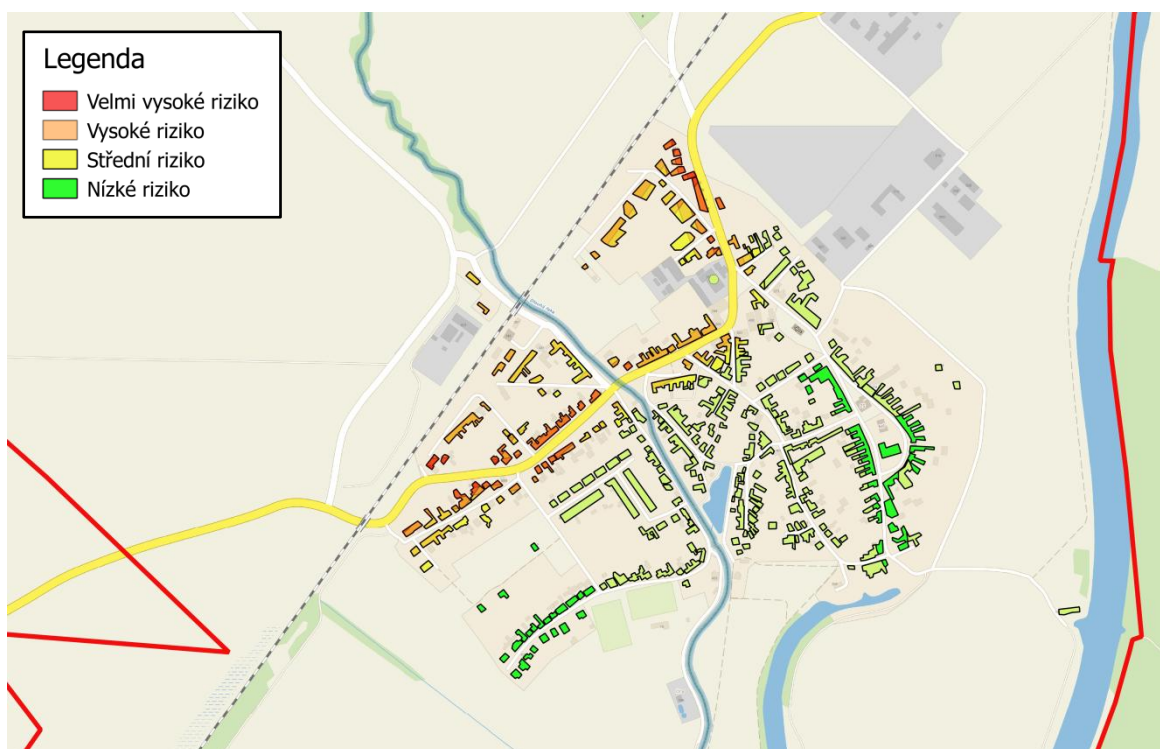 Legenda
Velmi vysoké riziko
Vysoké riziko
Střední riziko
Nízké riziko